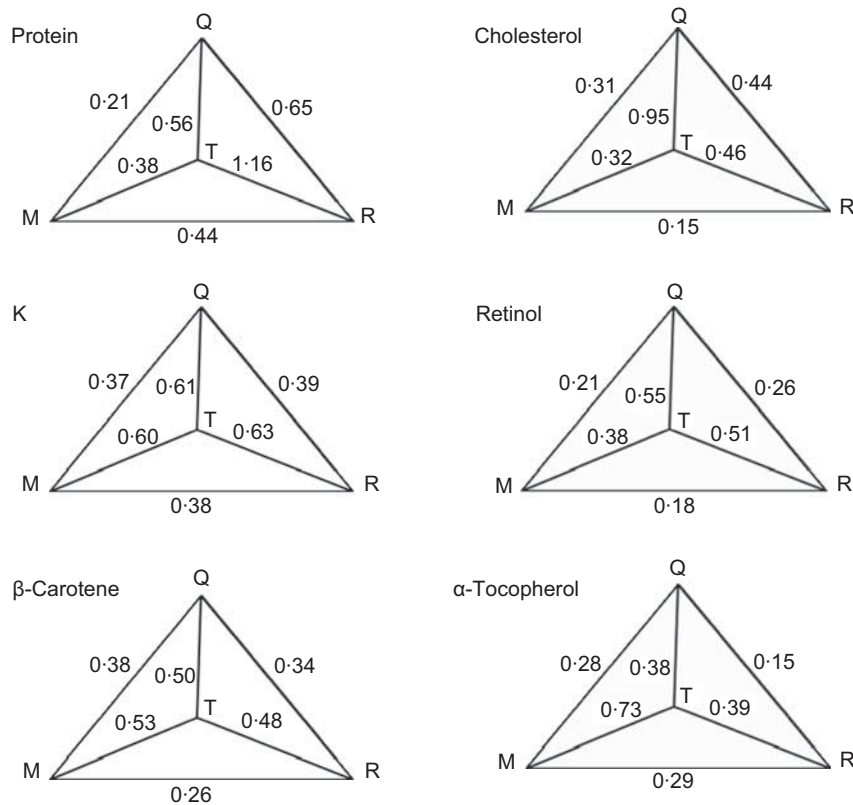 Protein
Q
0·21
0·65
0·56
T
0·38
1·16
M
R
0·44
Cholesterol
Q
0·31
0·44
0·95
T
0·32
0·46
M
R
0·15
K
Q
0·37
0·39
0·61
T
0·60
0·63
M
R
0·38
Retinol
Q
0·21
0·26
0·55
T
0·38
0·51
M
R
0·18
β-Carotene
Q
0·38
0·34
0·50
T
0·53
0·48
M
R
0·26
α-Tocopherol
Q
0·28
0·15
0·38
T
0·73
0·39
M
R
0·29